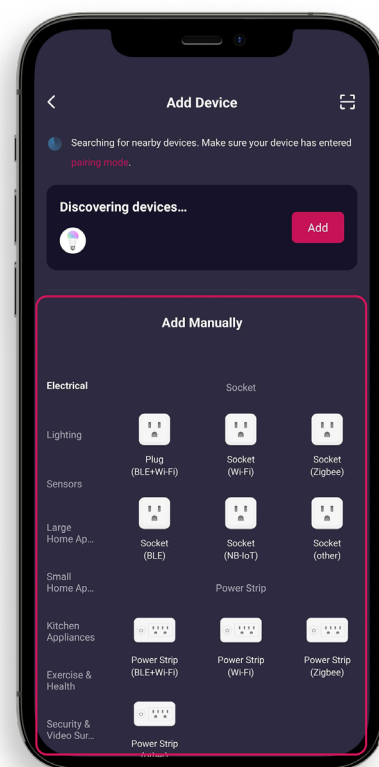 Add Device
Searching for nearby devices. Make sure your device has entered
pairing mode.
Discovering devices...
Add
Add Manually
Electrical
Lighting
Sensors
Large
Home Ap...
Small
Home Ap...
Kitchen
Appliances
Exercise &
Health
Security &
Video Sur...
Socket
Plug
(BLE+Wi-Fi)
Socket
(Wi-Fi)
Socket
(Zigbee)
Socket
(BLE)
Socket
(NB-IoT)
Socket
(other)
Power Strip
Power Strip
(BLE+Wi-Fi)
Power Strip
(Wi-Fi)
Power Strip
(Zigbee)
Power Strip
(other)